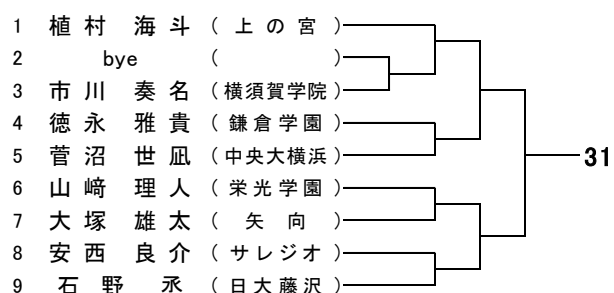 1 植村 海斗 (上の宮)
2 bye ( )
3 市川 奏名 (横須賀学院)
4 徳永 雅貴 (鎌倉学園)
5 菅沼 世凪 (中央大横浜)
31
6 山﨑 理人 (栄光学園)
7 大塚 雄太 (矢向)
8 安西 良介 (サレジオ)
9 石野 丞 (日大藤沢)